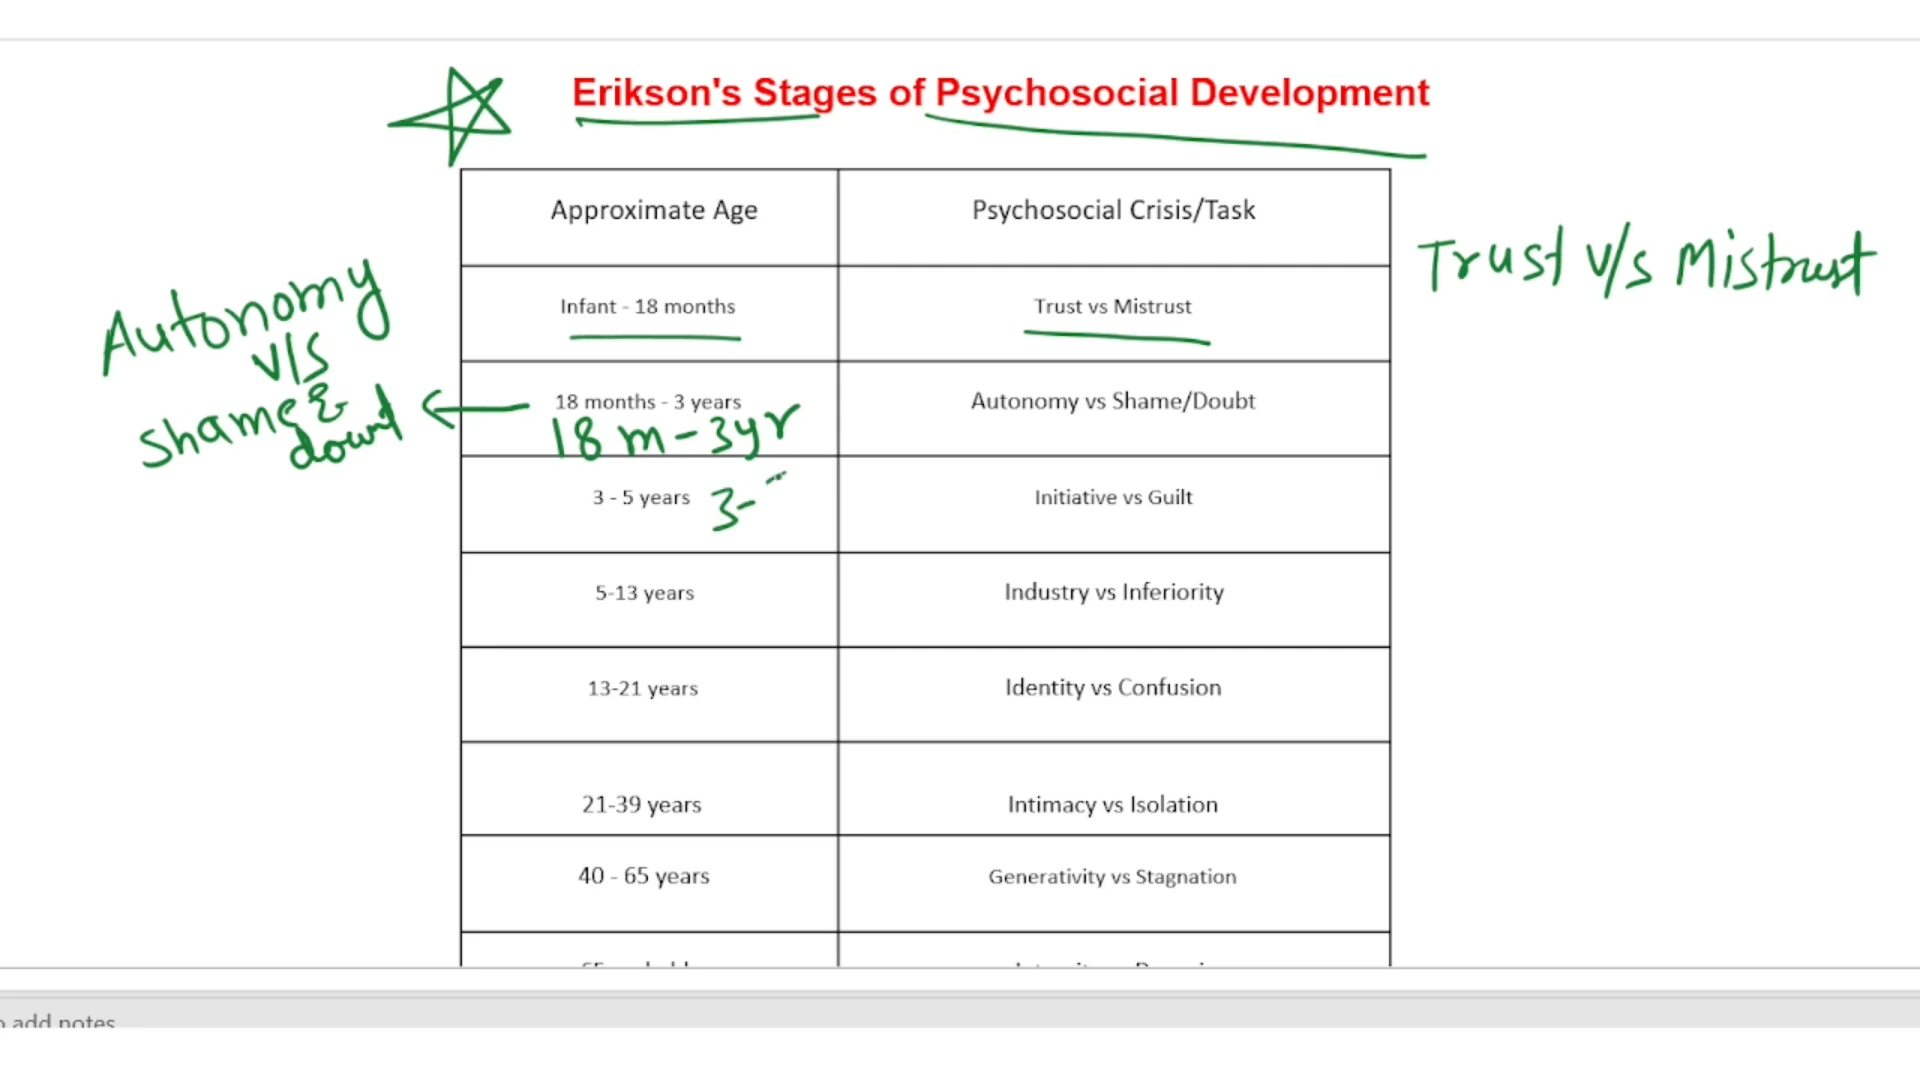 Erikson's Stages of Psychosocial Development
Approximate Age
Psychosocial Crisis/Task
Trust v/s Mistrust
Infant - 18 months
Trust vs Mistrust
Autonomy
v/s
shame &
18 months - 3 years
Autonomy vs Shame/Doubt
18 m - 3yr
3 - 5 years
3-
Initiative vs Guilt
5-13 years
Industry vs Inferiority
13-21 years
Identity vs Confusion
21-39 years
Intimacy vs Isolation
40 - 65 years
Generativity vs Stagnation
add notes